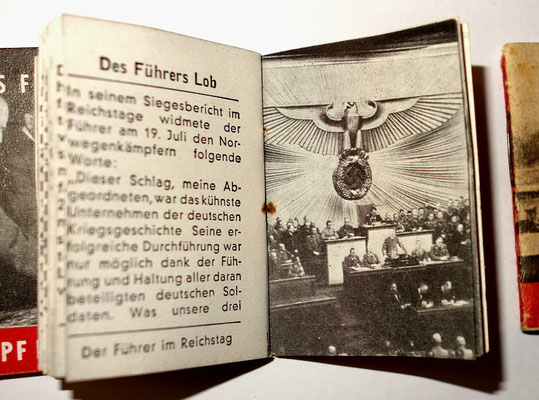 Des Führers Lob
In seinem Siegesbericht im
Reichstage widmete der
Führer am 19. Juli den Nor-
wegenkämpfern folgende
Worte:
„Dieser Schlag, meine Ab-
geordneten, war das kühnste
Unternehmen der deutschen
Kriegsgeschichte Seine er-
folgreiche Durchführung war
nur möglich dank der Füh-
rung und Haltung aller daran
beteiligten deutschen Sol-
daten. Was unsere drei
Der Führer im Reichstag